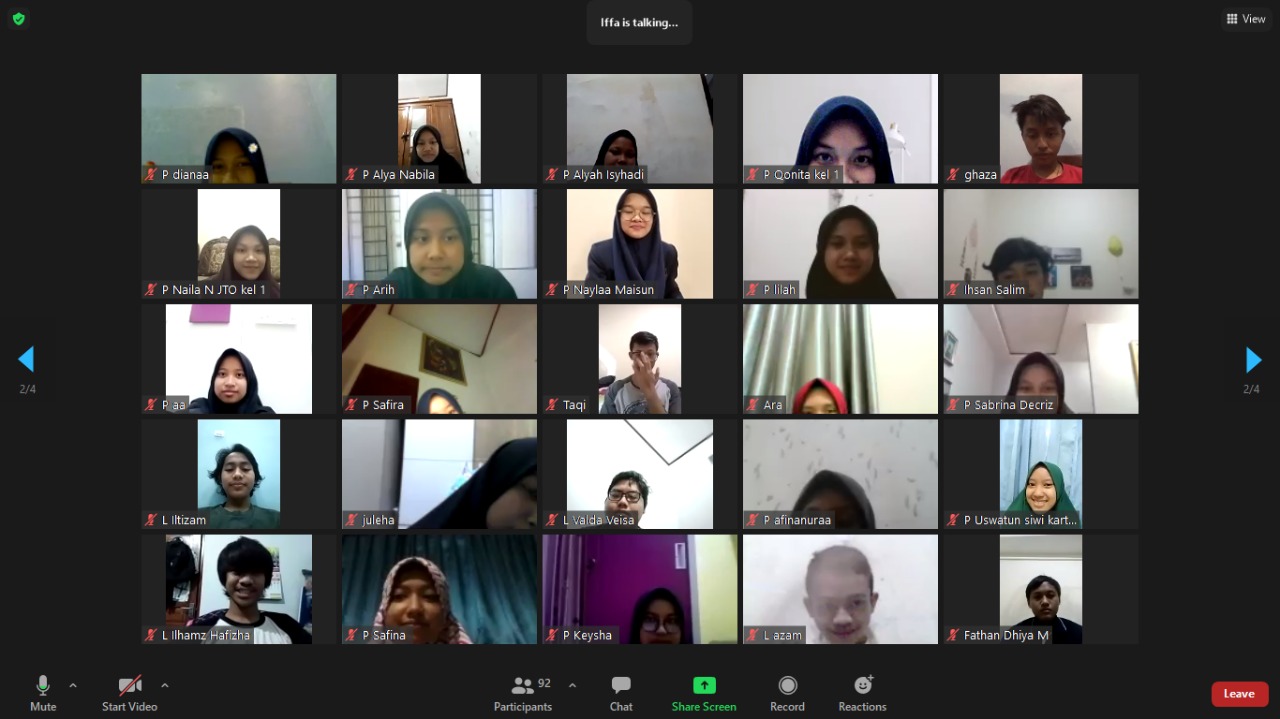 Iffa is talking...
View
P dianaa
P Alya Nabila
P Alyah Isyhadi
P Qonita kel 1
ghaza
P Naila N JTO kel 1
P Arih
P Naylaa Maisun
P lilah
Ihsan Salim
P aa
P Safira
Taqi
Ara
P Sabrina Decriz
L Iltizam
juleha
L Valda Veisa
P afinanuraa
P Uswatun siwi kart...
L Ilhamz Hafizha
P Safina
P Keysha
L azam
Fathan Dhiya M
2/4
2/4
92
Mute
Start Video
Participants
Chat
Share Screen
Record
Reactions
Leave